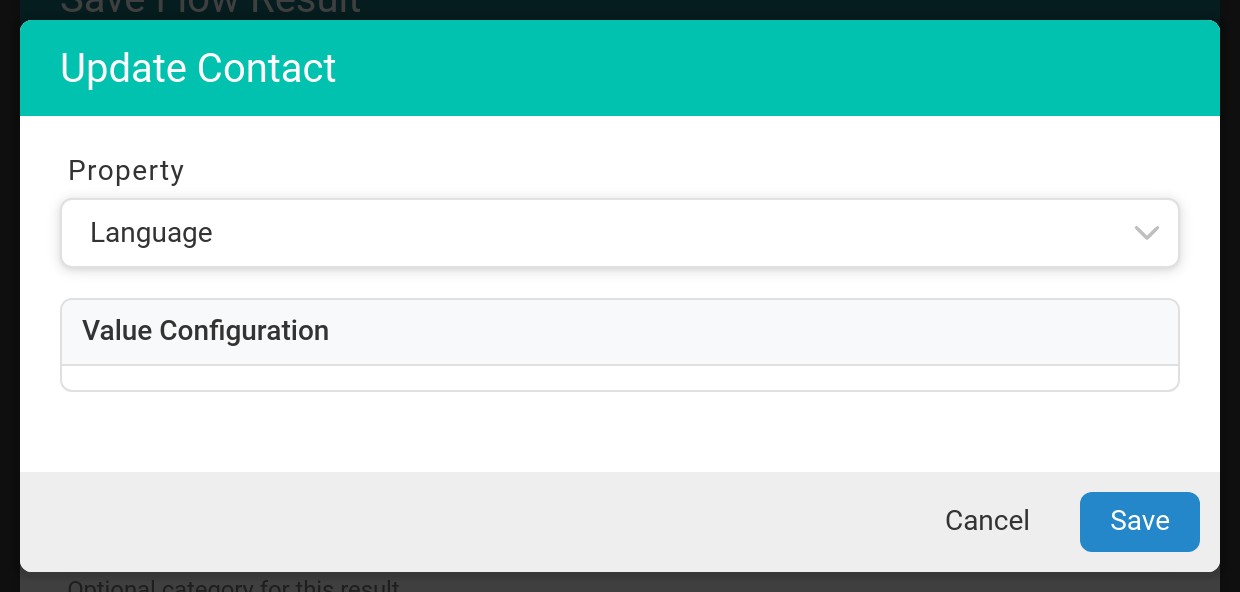 Save Flow Result
Update Contact
Property
Language
Value Configuration
Cancel
Save
Optional category for this result